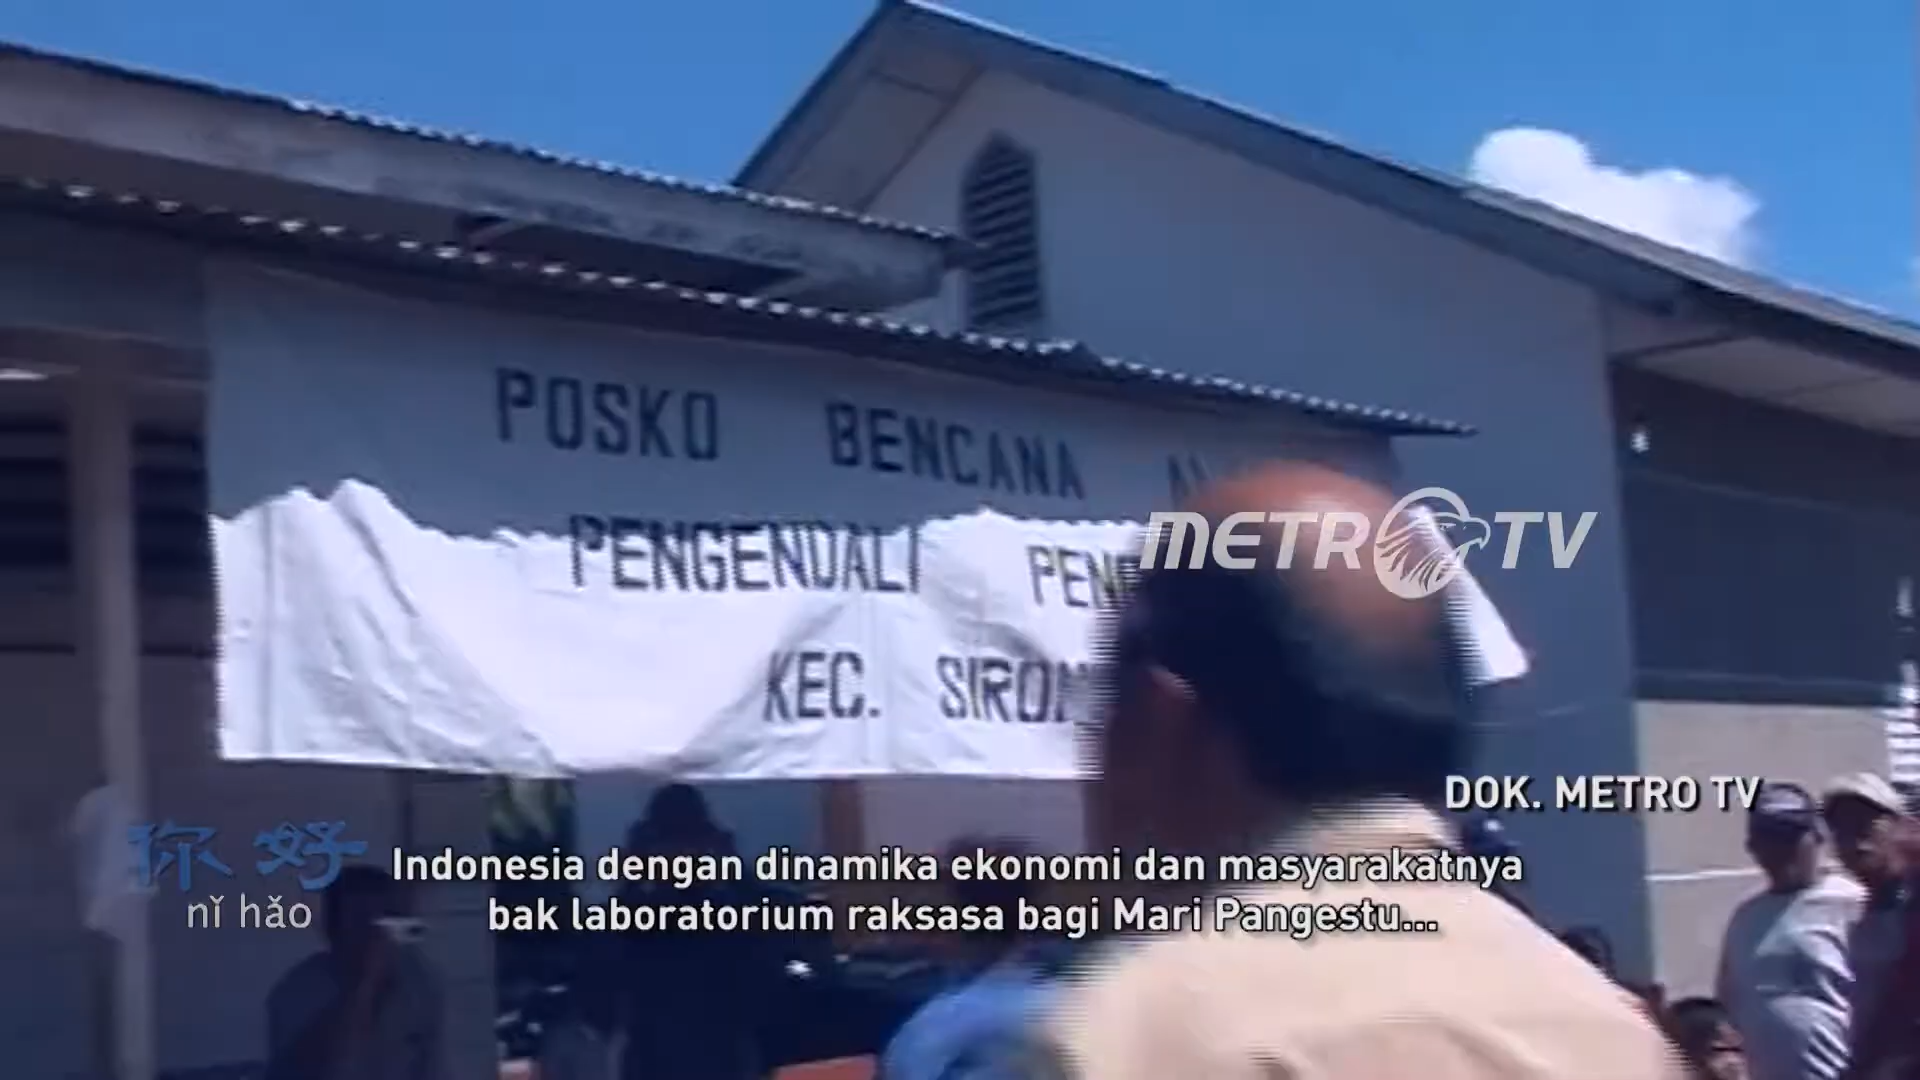 POSKO BENCANA
PENGENDALI
KEC.
METRO TV
DOK. METRO TV
你好
nǐ hǎo
Indonesia dengan dinamika ekonomi dan masyarakatnya
bak laboratorium raksasa bagi Mari Pangestu...